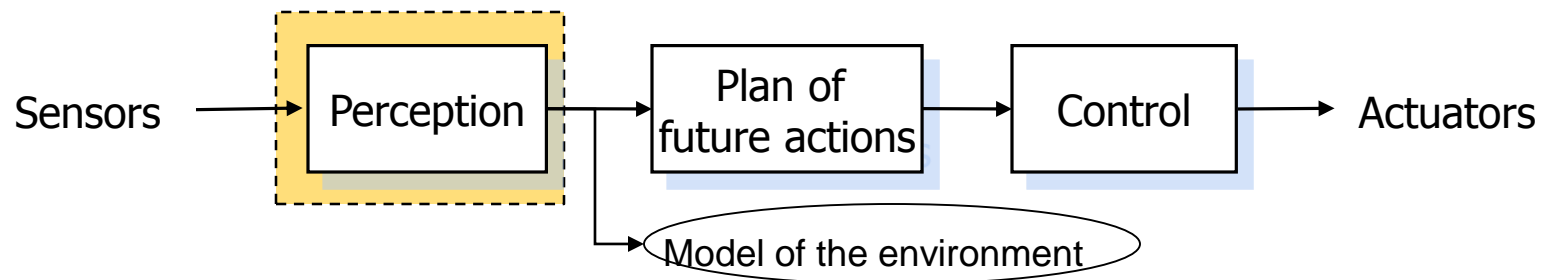 Sensors
Perception
Plan of
future actions
Control
Actuators
Model of the environment